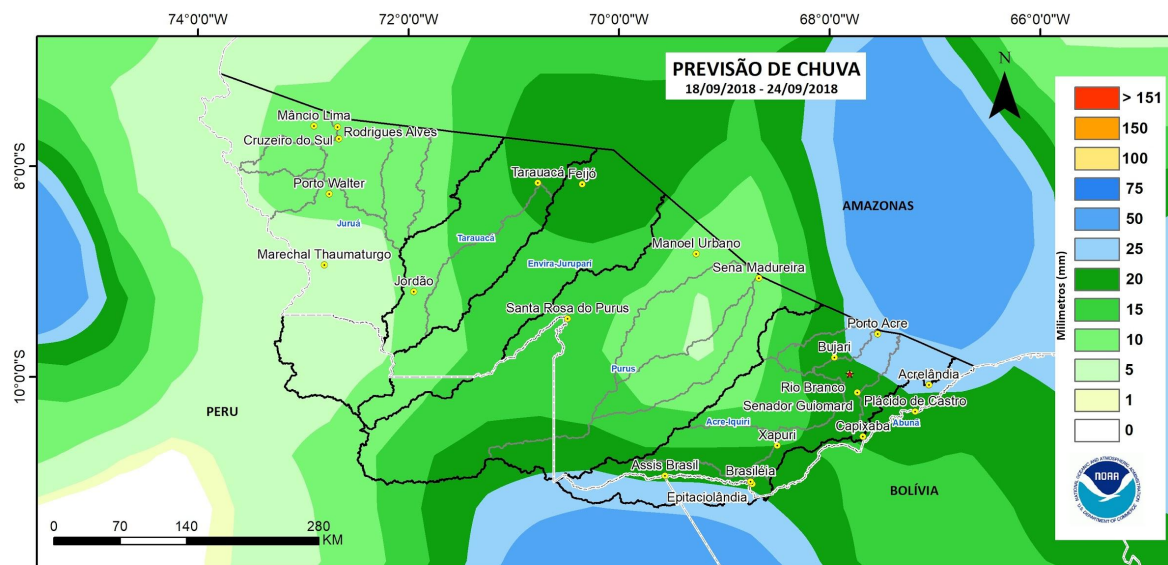 74°0'0"W
72°0'0"W
70°0'0"W
68°0'0"W
66°0'0"W
PREVISÃO DE CHUVA
18/09/2018 - 24/09/2018
N
> 151
150
100
75
50
25
20
15
10
5
1
0
Milímetros (mm)
8°0'0"S
10°0'0"S
Mâncio Lima
Rodrigues Alves
Cruzeiro do Sul
Tarauacá
Feijó
Porto Walter
AMAZONAS
Juruá
Tarauacá
Manoel Urbano
Marechal Thaumaturgo
Envira-Jurupari
Sena Madureira
Jordão
Santa Rosa do Purus
Porto Acre
Bujari
Purus
Acrelândia
Rio Branco
Plácido de Castro
PERU
Senador Guiomard
Acre-Iquiri
Abunã
Capixaba
Xapuri
Assis Brasil
Brasiléia
BOLÍVIA
Epitaciolândia
0
70
140
280
KM
NOAA